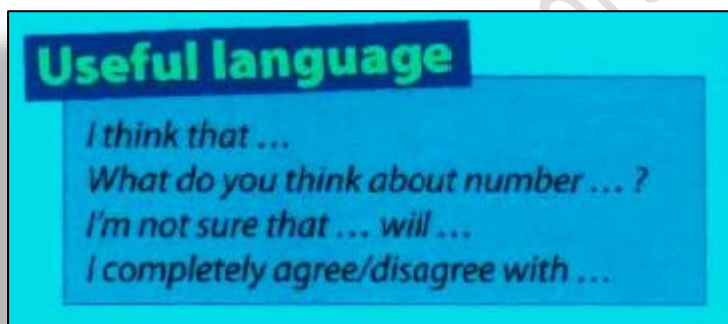 Useful language
I think that ...
What do you think about number ... ?
I'm not sure that ... will ...
I completely agree/disagree with ...